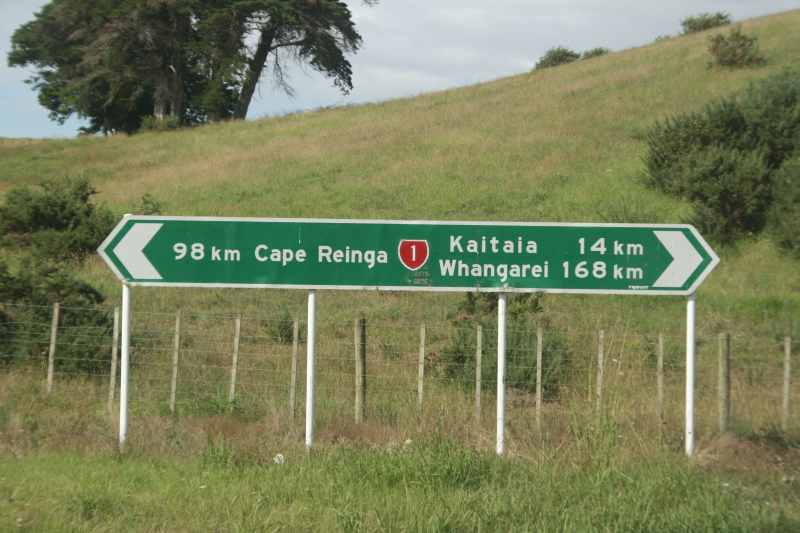 98 km Cape Reinga
1
Kaitaia 14 km
Whangarei 168 km